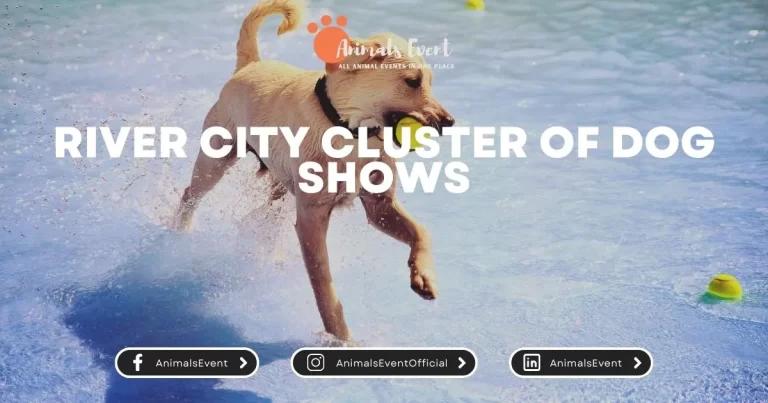 Animals Event
ALL ANIMAL EVENTS IN ONE PLACE
RIVER CITY CLUSTER OF DOG
SHOWS
AnimalsEvent
AnimalsEventOfficial
AnimalsEvent